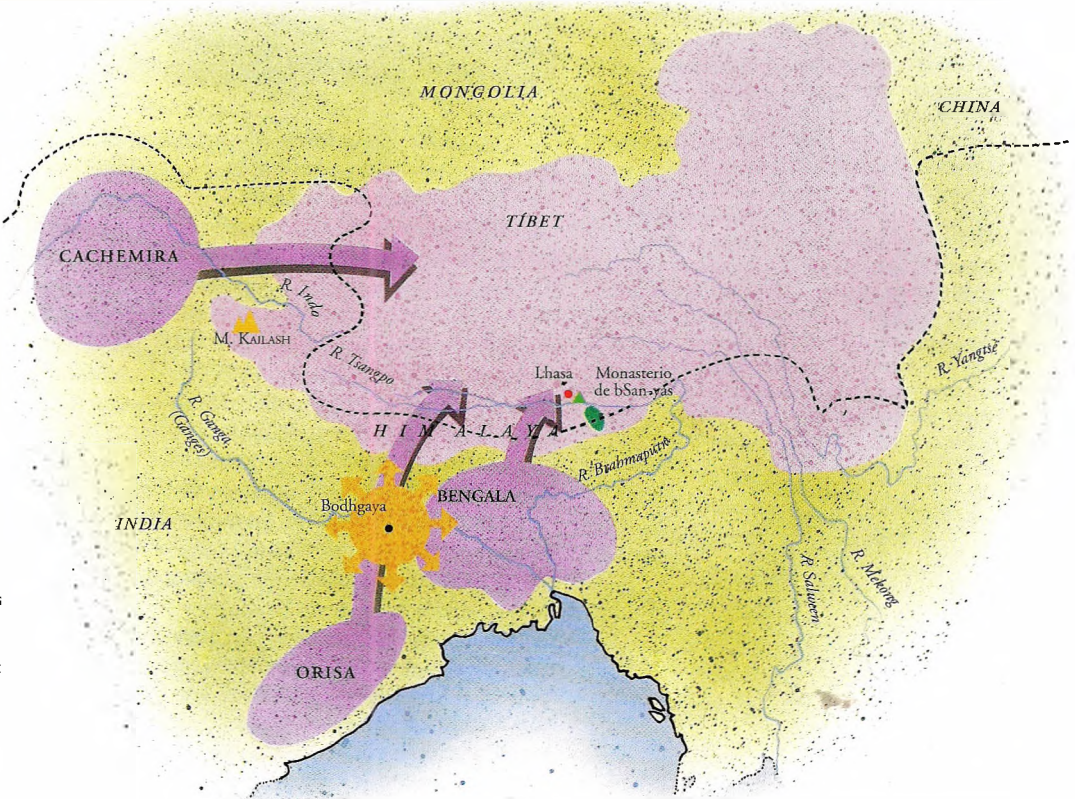 MONGOLIA
CHINA
TÍBET
CACHEMIRA
R. Indo
M. KAILASH
R. Tsangpo
Lhasa
Monasterio
de bSan-yas
R. Yangtsé
R. Ganga
(Ganges)
HIMALAYA
R. Brahmaputra
BENGALA
Bodhgaya
INDIA
R. Salween
R. Mekong
ORISA